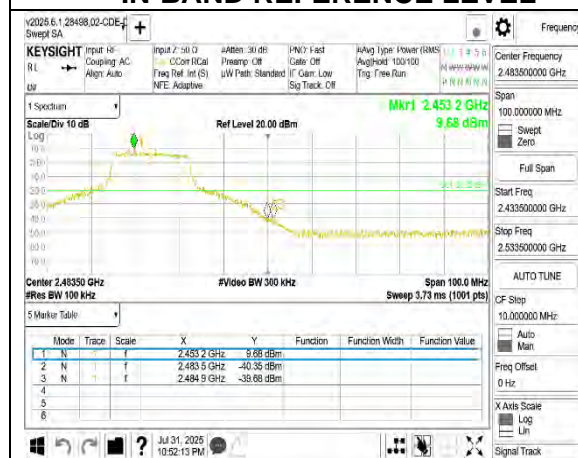 IN-BAND REFERENCE LEVEL
v2025.6.1,28498,02-CDE-
Swept SA
+
Frequency
KEYSIGHT
Input: RF
Coupling: AC
Align: Auto
Input Z: 50 Ω
CCorr RCal
Freq Ref: Int (S)
NFE: Adaptive
#Atten: 30 dB
Preamp: Off
µW Path: Standard
PNO: Fast
Gate: Off
IF Gain: Low
Sig Track: Off
#Avg Type: Power (RMS
Avg|Hold: 100/100
Trig: Free Run
RL
Center Frequency
2.483500000 GHz
Span
100.000000 MHz
Swept
Zero
Full Span
Start Freq
2.433500000 GHz
Stop Freq
2.533500000 GHz
AUTO TUNE
CF Step
10.000000 MHz
Auto
Man
Freq Offset
0 Hz
X Axis Scale
Log
Lin
Signal Track
1 Spectrum
Scale/Div 10 dB
Ref Level 20.00 dBm
Mkr1 2.453 2 GHz
9.68 dBm
Log
Center 2.48350 GHz
#Video BW 300 kHz
Span 100.0 MHz
#Res BW 100 kHz
Sweep 3.73 ms (1001 pts)
5 Marker Table
Mode Trace Scale X Y Function Function Width Function Value
1 N 1 f 2.453 2 GHz 9.68 dBm
2 N 1 f 2.483 5 GHz -40.35 dBm
3 N 1 f 2.484 9 GHz -39.68 dBm
4
5
6
?
Jul 31, 2025
10:52:13 PM